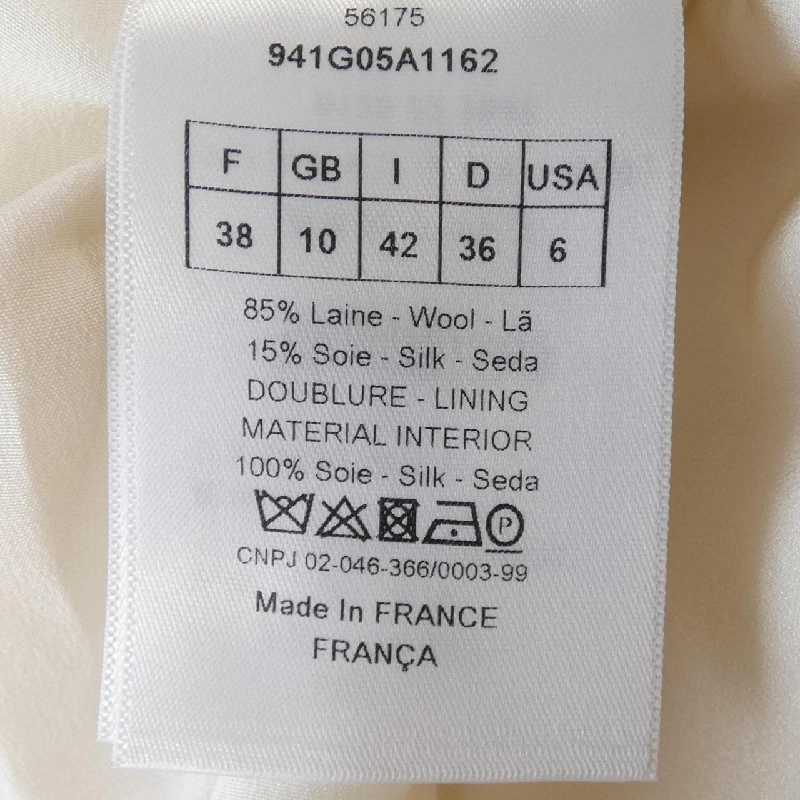 56175
941G05A1162
F GB I D USA
38 10 42 36 6
85% Laine - Wool - Lã
15% Soie - Silk - Seda
DOUBLURE - LINING
MATERIAL INTERIOR
100% Soie - Silk - Seda
P
CNPJ 02-046-366/0003-99
Made In FRANCE
FRANÇA